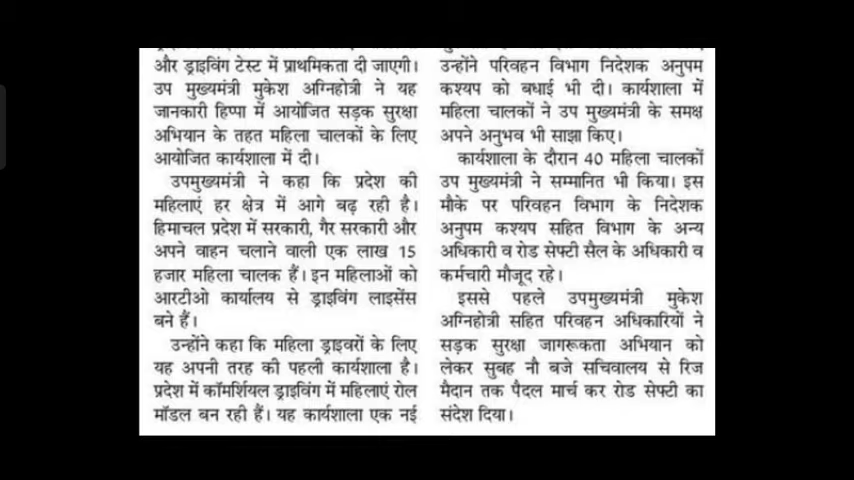 और ड्राइविंग टेस्ट में प्राथमिकता दी जाएगी।
उप मुख्यमंत्री मुकेश अग्निहोत्री ने यह
जानकारी हिप्पा में आयोजित सड़क सुरक्षा
अभियान के तहत महिला चालकों के लिए
आयोजित कार्यशाला में दी।
उपमुख्यमंत्री ने कहा कि प्रदेश की
महिलाएं हर क्षेत्र में आगे बढ़ रही है।
हिमाचल प्रदेश में सरकारी, गैर सरकारी और
अपने वाहन चलाने वाली एक लाख 15
हजार महिला चालक हैं। इन महिलाओं को
आरटीओ कार्यालय से ड्राइविंग लाइसेंस
बने हैं।
उन्होंने कहा कि महिला ड्राइवरों के लिए
यह अपनी तरह की पहली कार्यशाला है।
प्रदेश में कॉमर्शियल ड्राइविंग में महिलाएं रोल
मॉडल बन रही हैं। यह कार्यशाला एक नई
उन्होंने परिवहन विभाग निदेशक अनुपम
कश्यप को बधाई भी दी। कार्यशाला में
महिला चालकों ने उप मुख्यमंत्री के समक्ष
अपने अनुभव भी साझा किए।
कार्यशाला के दौरान 40 महिला चालकों
उप मुख्यमंत्री ने सम्मानित भी किया। इस
मौके पर परिवहन विभाग के निदेशक
अनुपम कश्यप सहित विभाग के अन्य
अधिकारी व रोड सेफ्टी सैल के अधिकारी व
कर्मचारी मौजूद रहे।
इससे पहले उपमुख्यमंत्री मुकेश
अग्निहोत्री सहित परिवहन अधिकारियों ने
सड़क सुरक्षा जागरूकता अभियान को
लेकर सुबह नौ बजे सचिवालय से रिज
मैदान तक पैदल मार्च कर रोड सेफ्टी का
संदेश दिया।